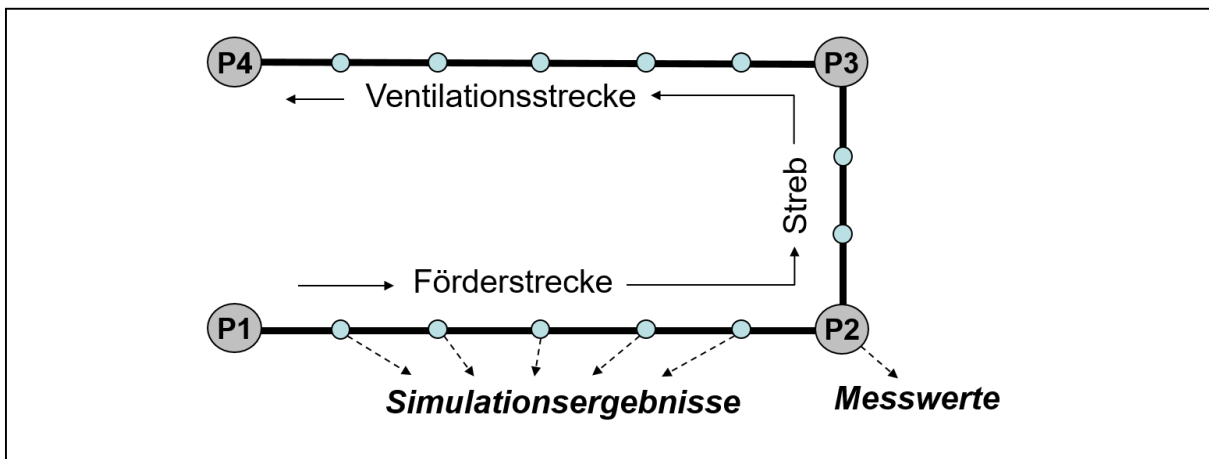 P4
P3
Ventilationsstrecke
Streb
Förderstrecke
P1
P2
Simulationsergebnisse
Messwerte